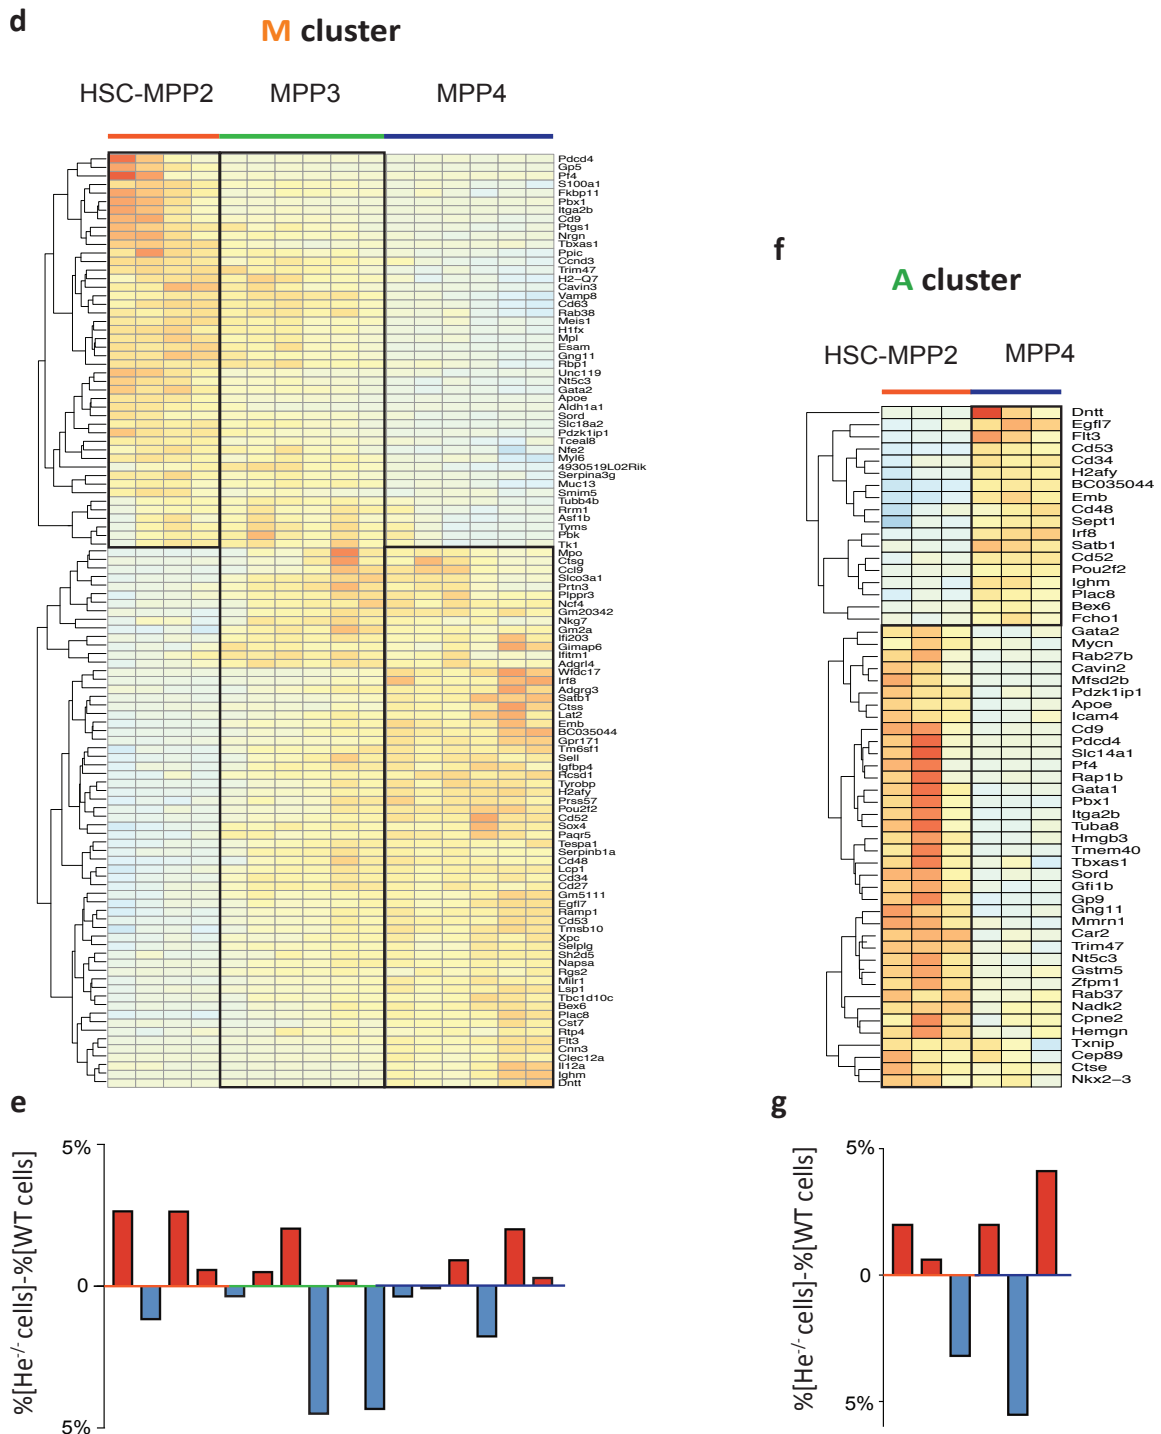 d
M cluster
HSC-MPP2 MPP3 MPP4
Pdcd4
Gp5
Pf4
S100a1
Fkbp11
Pbx1
Itga2b
Cd9
Ptgs1
Nrgn
Tbxas1
Ppic
Ccnd3
Trim47
H2−Q7
Cavin3
Vamp8
Cd63
Rab38
Meis1
H1fx
Mpl
Esam
Gng11
Rbp1
Unc119
Nt5c3
Gata2
Apoe
Aldh1a1
Sord
Slc18a2
Pdzk1ip1
Tceal8
Nfe2
Myl6
4930519L02Rik
Serpina3g
Muc13
Smim5
Tubb4b
Rrm1
Asf1b
Tyms
Pbk
Tk1
Mpo
Ctsg
Ccl9
Slco3a1
Prtn3
Plppr3
Ncf4
Gm20342
Nkg7
Gm2a
Ifi203
Gimap6
Ifitm1
Adgrl4
Wfdc17
Irf8
Adgrg3
Satb1
Ctss
Lat2
Emb
BC035044
Gpr171
Tm6sf1
Sell
Igfbp4
Rcsd1
Tyrobp
H2afy
Prss57
Pou2f2
Cd52
Sox4
Paqr5
Tespa1
Serpinb1a
Cd48
Lcp1
Cd34
Cd27
Gm5111
Egfl7
Ramp1
Cd53
Tmsb10
Xpc
Selplg
Sh2d5
Napsa
Rgs2
Milr1
Lsp1
Tbc1d10c
Bex6
Plac8
Cst7
Rtp4
Flt3
Cnn3
Clec12a
Il12a
Ighm
Dntt
e
5%
0
5%
%[He-/- cells]-%[WT cells]
f
A cluster
HSC-MPP2 MPP4
Dntt
Egfl7
Flt3
Cd53
Cd34
H2afy
BC035044
Emb
Cd48
Sept1
Irf8
Satb1
Cd52
Pou2f2
Ighm
Plac8
Bex6
Fcho1
Gata2
Mycn
Rab27b
Cavin2
Mfsd2b
Pdzk1ip1
Apoe
Icam4
Cd9
Pdcd4
Slc14a1
Pf4
Rap1b
Gata1
Pbx1
Itga2b
Tuba8
Hmgb3
Tmem40
Tbxas1
Sord
Gfi1b
Gp9
Gng11
Mmrn1
Car2
Trim47
Nt5c3
Gstm5
Zfpm1
Rab37
Nadk2
Cpne2
Hemgn
Txnip
Cep89
Ctse
Nkx2−3
g
5%
0
5%
%[He-/- cells]-%[WT cells]